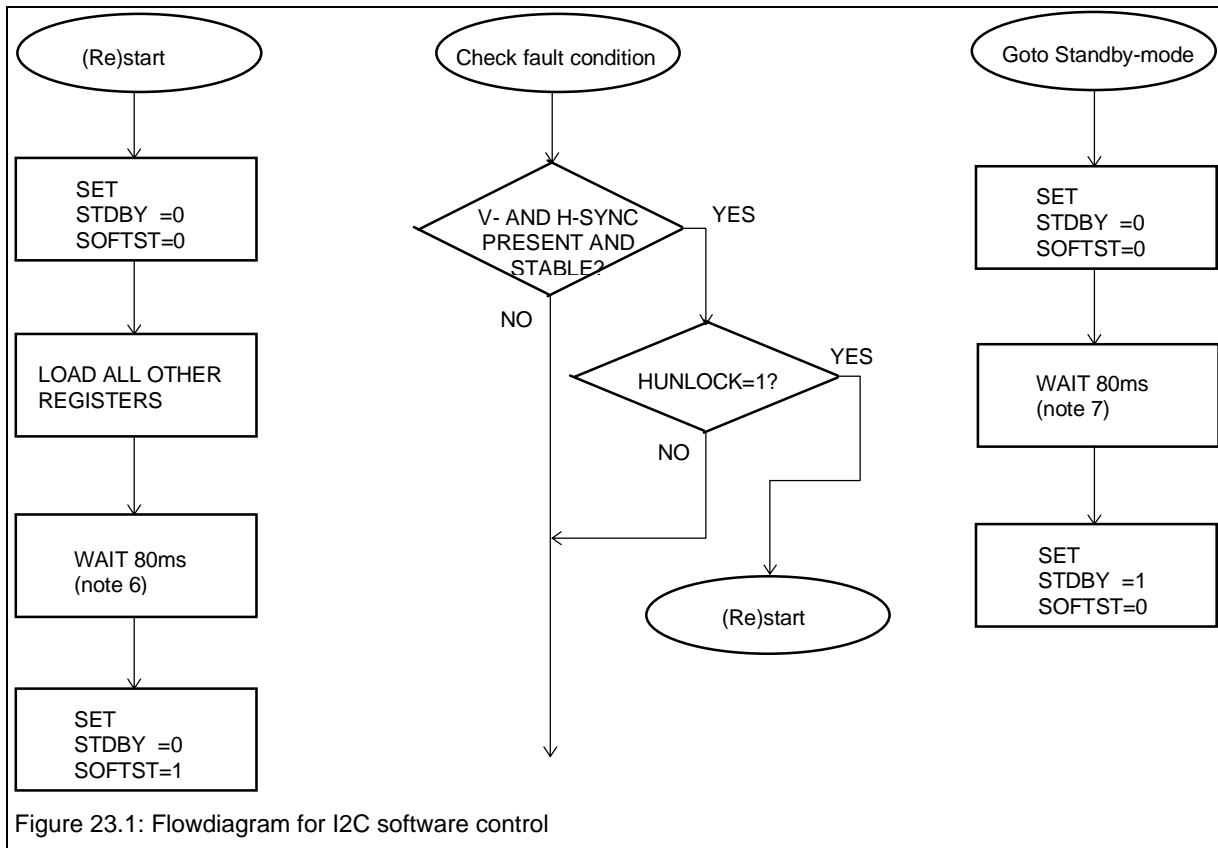 (Re)start
SET
STDBY =0
SOFTST=0
LOAD ALL OTHER
REGISTERS
WAIT 80ms
(note 6)
SET
STDBY =0
SOFTST=1
Check fault condition
V- AND H-SYNC
PRESENT AND
STABLE?
YES
NO
HUNLOCK=1?
YES
NO
(Re)start
Goto Standby-mode
SET
STDBY =0
SOFTST=0
WAIT 80ms
(note 7)
SET
STDBY =1
SOFTST=0
Figure 23.1: Flowdiagram for I2C software control